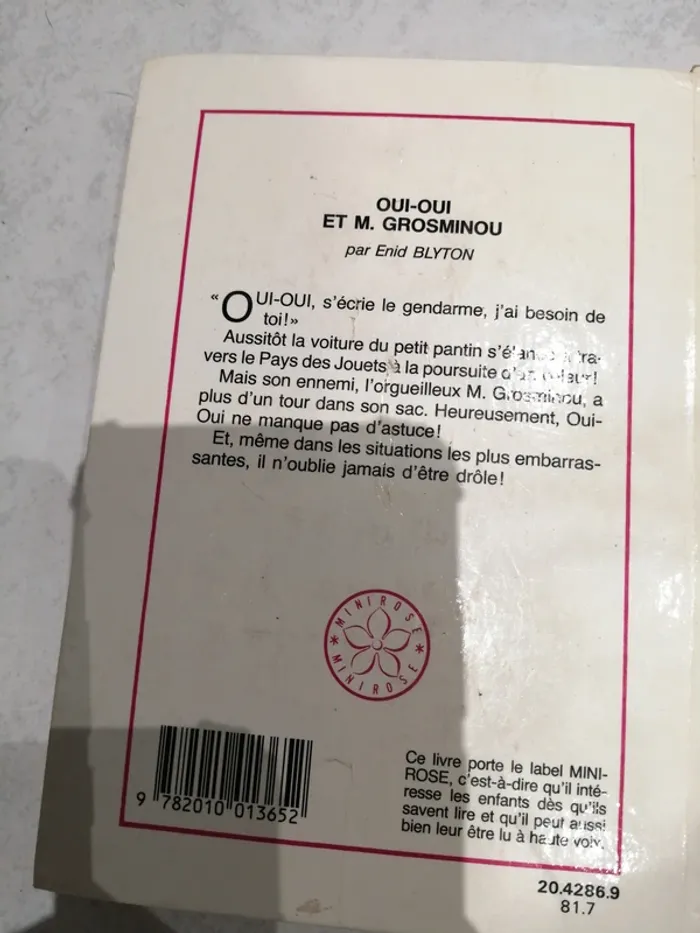 OUI-OUI
ET M. GROSMINOU
par Enid BLYTON
« OUI-OUI, s'écrie le gendarme, j'ai besoin de
toi!»
Aussitôt la voiture du petit pantin s'élance à tra-
vers le Pays des Jouets à la poursuite d'un voleur!
Mais son ennemi, l'orgueilleux M. Grosminou, a
plus d'un tour dans son sac. Heureusement, Oui-
Oui ne manque pas d'astuce!
Et, même dans les situations les plus embarras-
santes, il n'oublie jamais d'être drôle!
MINIROSE
MINIROSE
Ce livre porte le label MINI-
ROSE, c'est-à-dire qu'il inté-
resse les enfants dès qu'ils
savent lire et qu'il peut aussi
bien leur être lu à haute voix.
9 782010 013652
20.4286.9
81.7